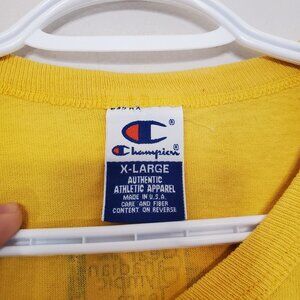 Champion
X-LARGE
AUTHENTIC
ATHLETIC APPAREL
MADE IN U.S.A.
CARE AND FIBER
CONTENT ON REVERSE